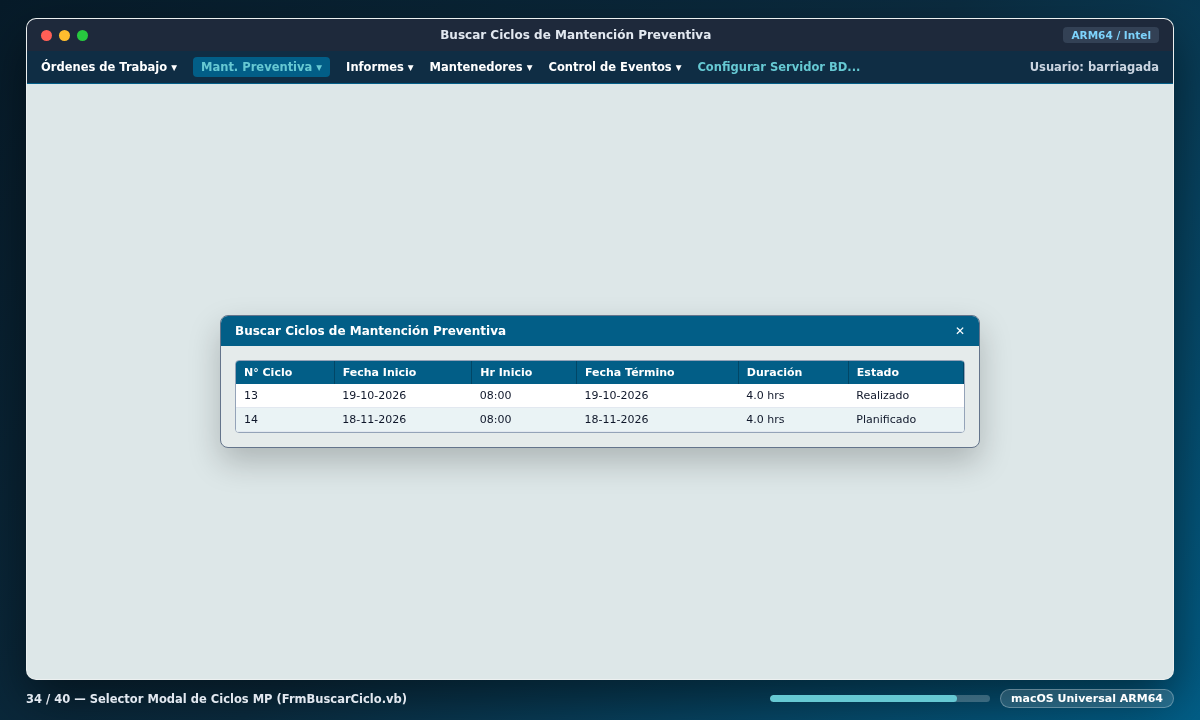 Buscar Ciclos de Mantención Preventiva
ARM64 / Intel
Órdenes de Trabajo ▾ Mant. Preventiva ▾ Informes ▾ Mantenedores ▾ Control de Eventos ▾ Configurar Servidor BD... Usuario: barriagada
Buscar Ciclos de Mantención Preventiva ✕
N° Ciclo Fecha Inicio Hr Inicio Fecha Término Duración Estado
13 19-10-2026 08:00 19-10-2026 4.0 hrs Realizado
14 18-11-2026 08:00 18-11-2026 4.0 hrs Planificado
34 / 40 — Selector Modal de Ciclos MP (FrmBuscarCiclo.vb) macOS Universal ARM64